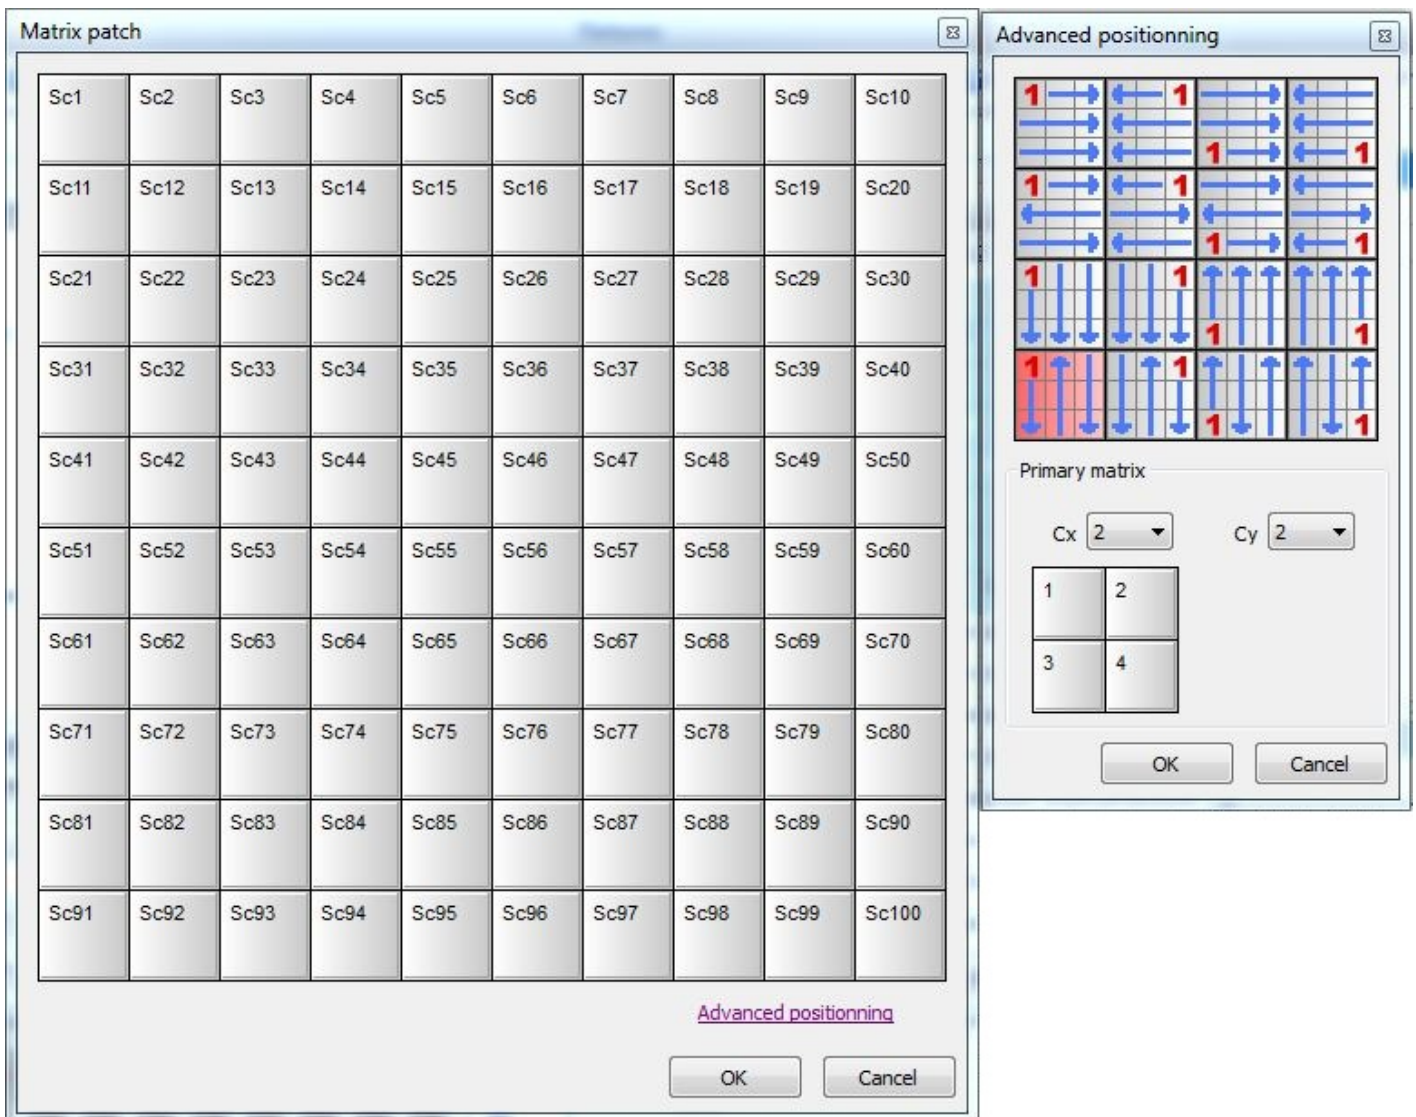 Matrix patch
Sc1 Sc2 Sc3 Sc4 Sc5 Sc6 Sc7 Sc8 Sc9 Sc10
Sc11 Sc12 Sc13 Sc14 Sc15 Sc16 Sc17 Sc18 Sc19 Sc20
Sc21 Sc22 Sc23 Sc24 Sc25 Sc26 Sc27 Sc28 Sc29 Sc30
Sc31 Sc32 Sc33 Sc34 Sc35 Sc36 Sc37 Sc38 Sc39 Sc40
Sc41 Sc42 Sc43 Sc44 Sc45 Sc46 Sc47 Sc48 Sc49 Sc50
Sc51 Sc52 Sc53 Sc54 Sc55 Sc56 Sc57 Sc58 Sc59 Sc60
Sc61 Sc62 Sc63 Sc64 Sc65 Sc66 Sc67 Sc68 Sc69 Sc70
Sc71 Sc72 Sc73 Sc74 Sc75 Sc76 Sc77 Sc78 Sc79 Sc80
Sc81 Sc82 Sc83 Sc84 Sc85 Sc86 Sc87 Sc88 Sc89 Sc90
Sc91 Sc92 Sc93 Sc94 Sc95 Sc96 Sc97 Sc98 Sc99 Sc100
Advanced positionning
OK Cancel
Advanced positionning
1 1
1 1
1 1
1 1
1 1
1 1
1 1
1 1
Primary matrix
Cx 2 Cy 2
1 2
3 4
OK Cancel